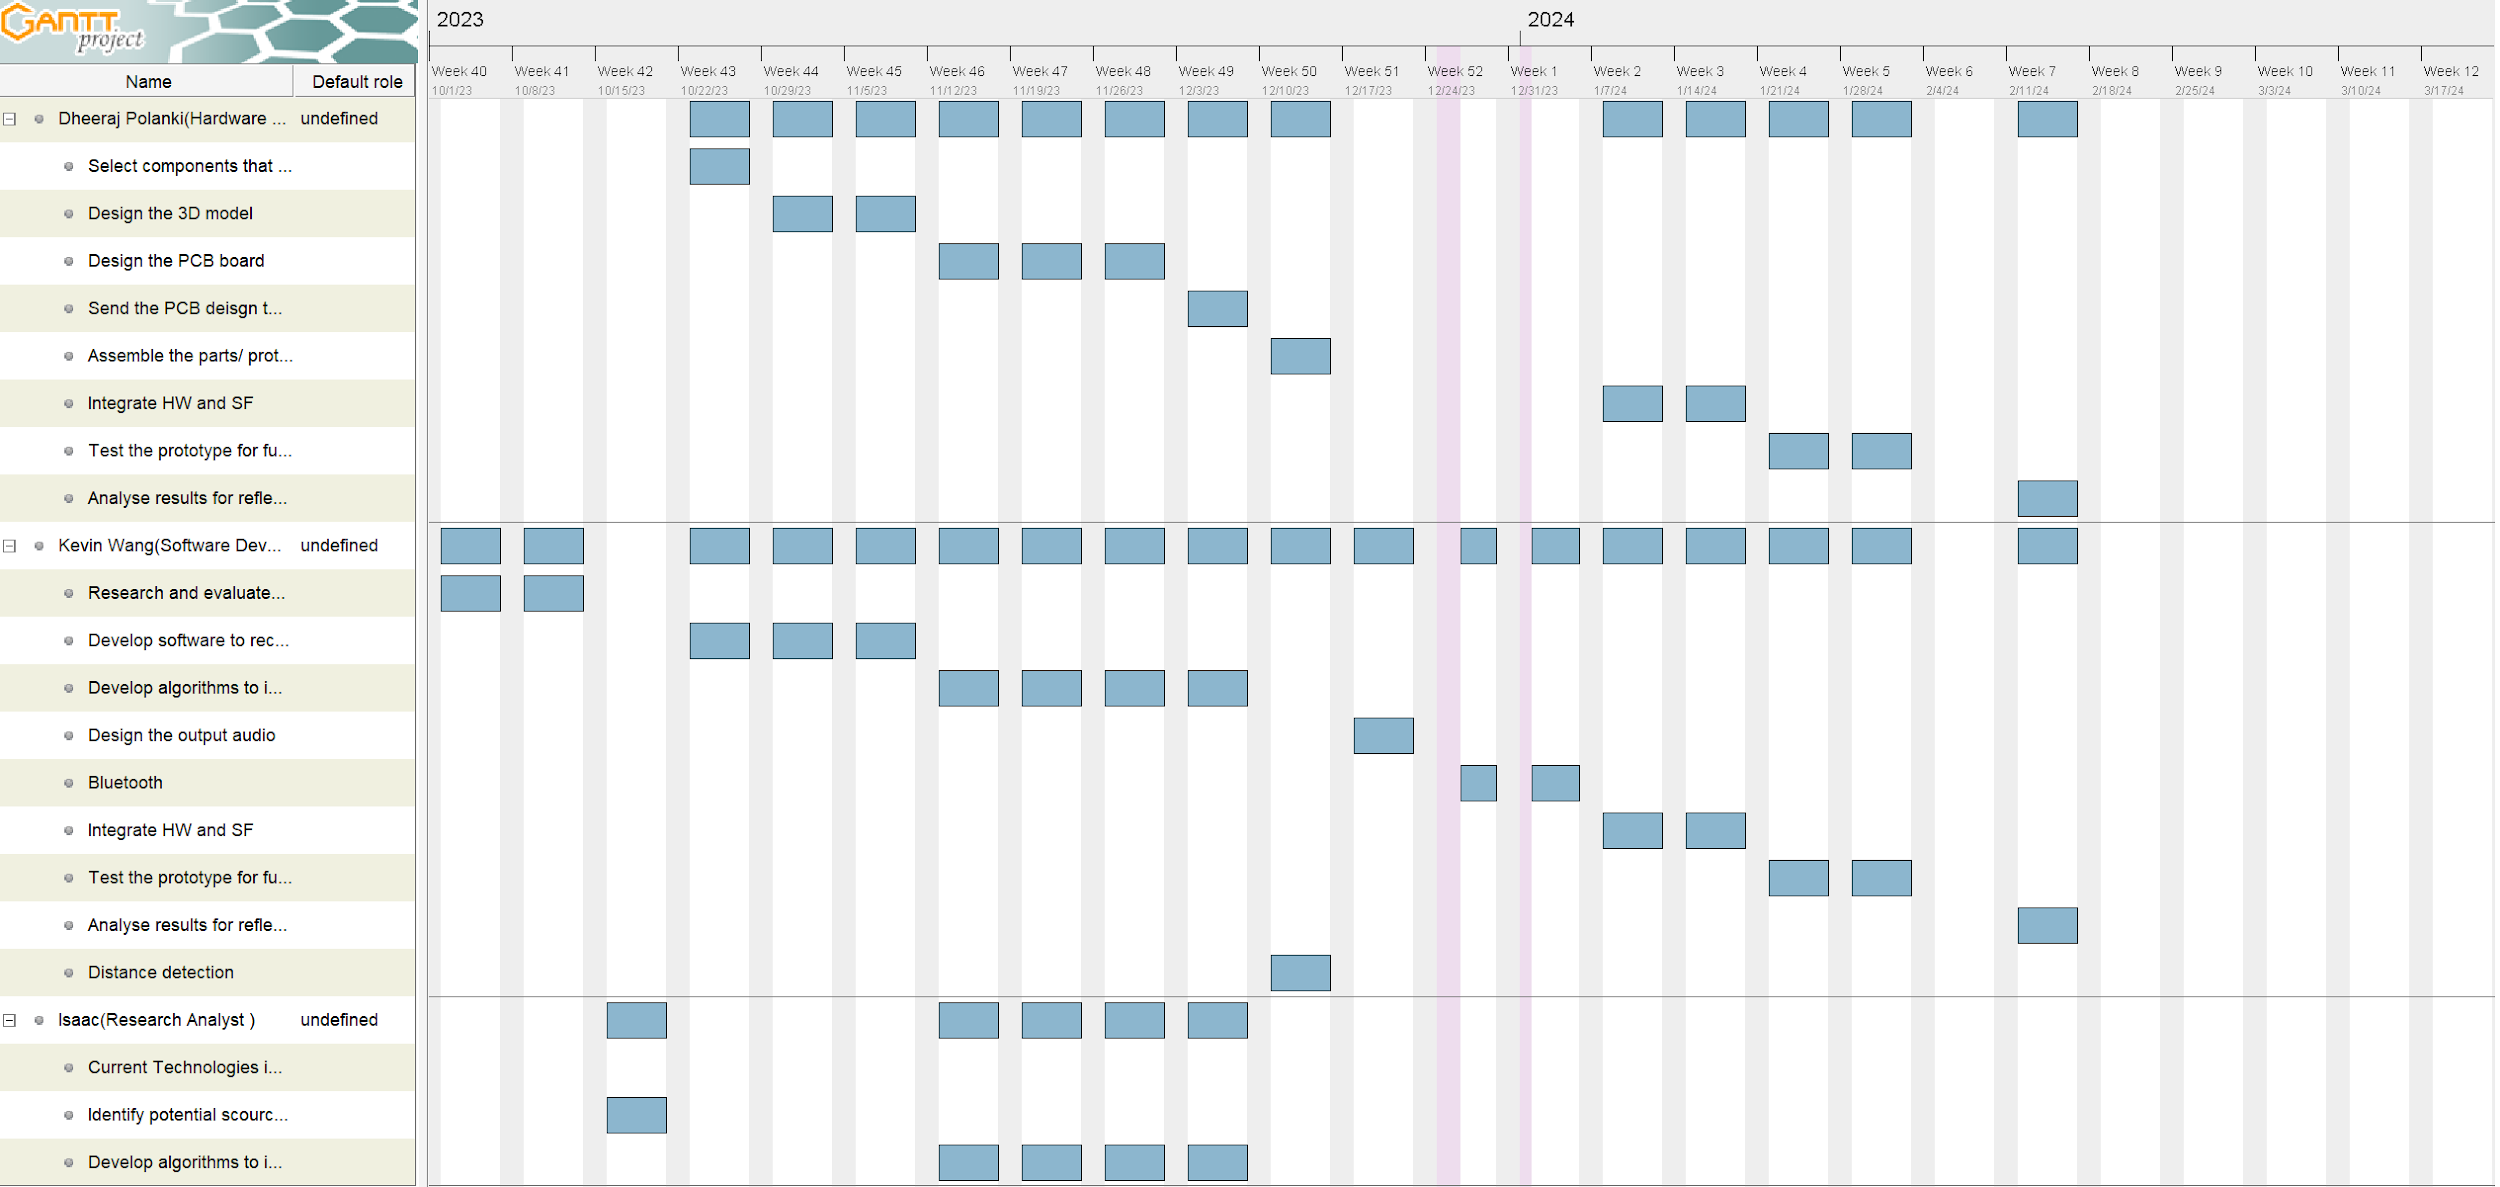 GANTT
project
2023
2024
Name Default role
Week 40 Week 41 Week 42 Week 43 Week 44 Week 45 Week 46 Week 47 Week 48 Week 49 Week 50 Week 51 Week 52 Week 1 Week 2 Week 3 Week 4 Week 5 Week 6 Week 7 Week 8 Week 9 Week 10 Week 11 Week 12
10/1/23 10/8/23 10/15/23 10/22/23 10/29/23 11/5/23 11/12/23 11/19/23 11/26/23 12/3/23 12/10/23 12/17/23 12/24/23 12/31/23 1/7/24 1/14/24 1/21/24 1/28/24 2/4/24 2/11/24 2/18/24 2/25/24 3/3/24 3/10/24 3/17/24
Dheeraj Polanki(Hardware ... undefined
Select components that ...
Design the 3D model
Design the PCB board
Send the PCB deisgn t...
Assemble the parts/ prot...
Integrate HW and SF
Test the prototype for fu...
Analyse results for refle...
Kevin Wang(Software Dev... undefined
Research and evaluate...
Develop software to rec...
Develop algorithms to i...
Design the output audio
Bluetooth
Integrate HW and SF
Test the prototype for fu...
Analyse results for refle...
Distance detection
Isaac(Research Analyst ) undefined
Current Technologies i...
Identify potential scourc...
Develop algorithms to i...